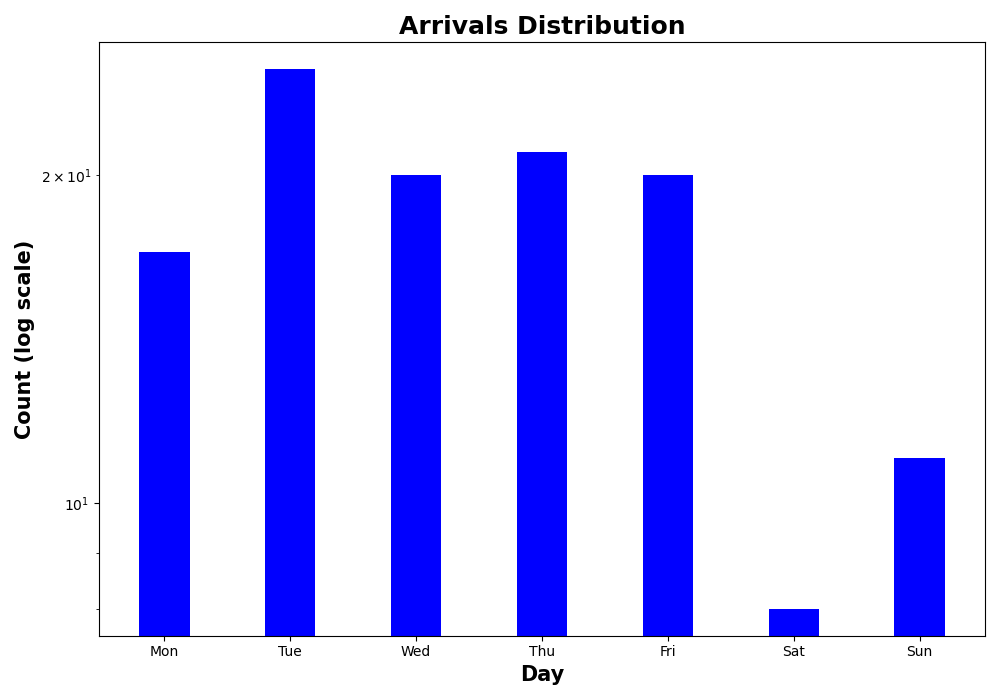 Arrivals Distribution
Count (log scale)
2 × 10¹
10¹
Mon Tue Wed Thu Fri Sat Sun
Day